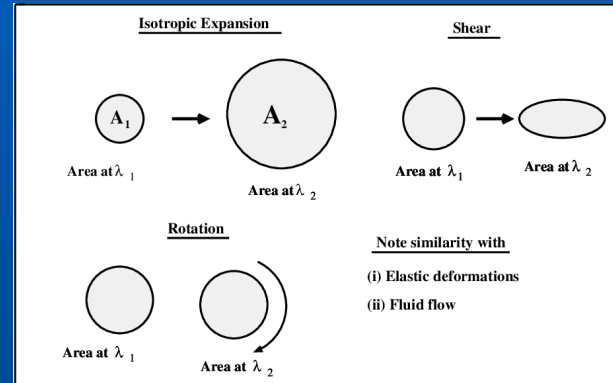 Isotropic Expansion
A₁
A₂
Area at λ ₁
Area at λ ₂
Shear
Area at λ₁
Area at λ ₂
Rotation
Area at λ ₁
Area at λ ₂
Note similarity with
(i) Elastic deformations
(ii) Fluid flow